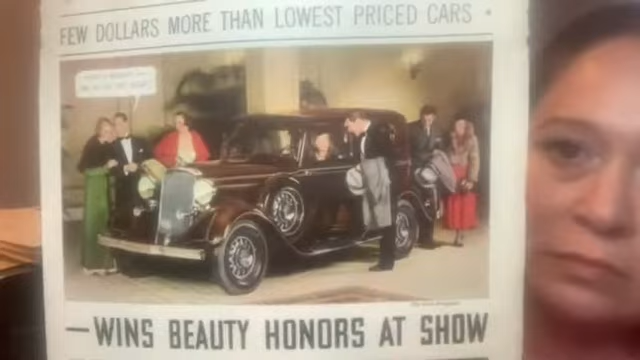 FEW DOLLARS MORE THAN LOWEST PRICED CARS •
—WINS BEAUTY HONORS AT SHOW